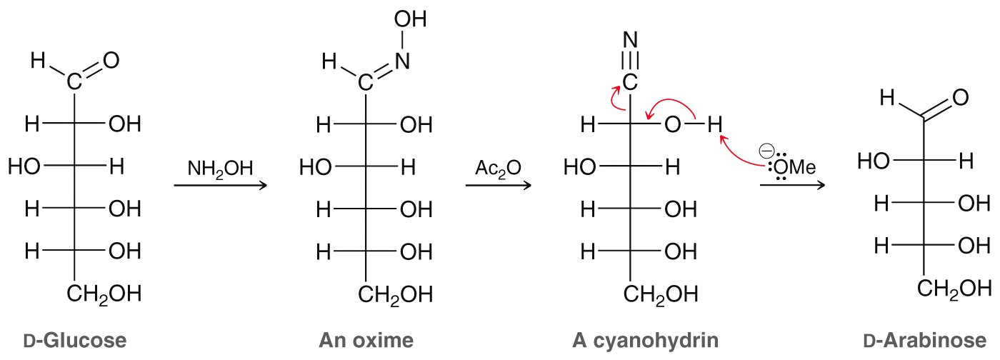 H O
C
H OH
HO H
H OH
H OH
CH₂OH
D-Glucose
NH₂OH
OH
N
H
C
H OH
HO H
H OH
H OH
CH₂OH
An oxime
Ac₂O
N
C
H O H
HO H
H OH
H OH
CH₂OH
A cyanohydrin
⊖
:OMe
H O
HO H
H OH
H OH
CH₂OH
D-Arabinose